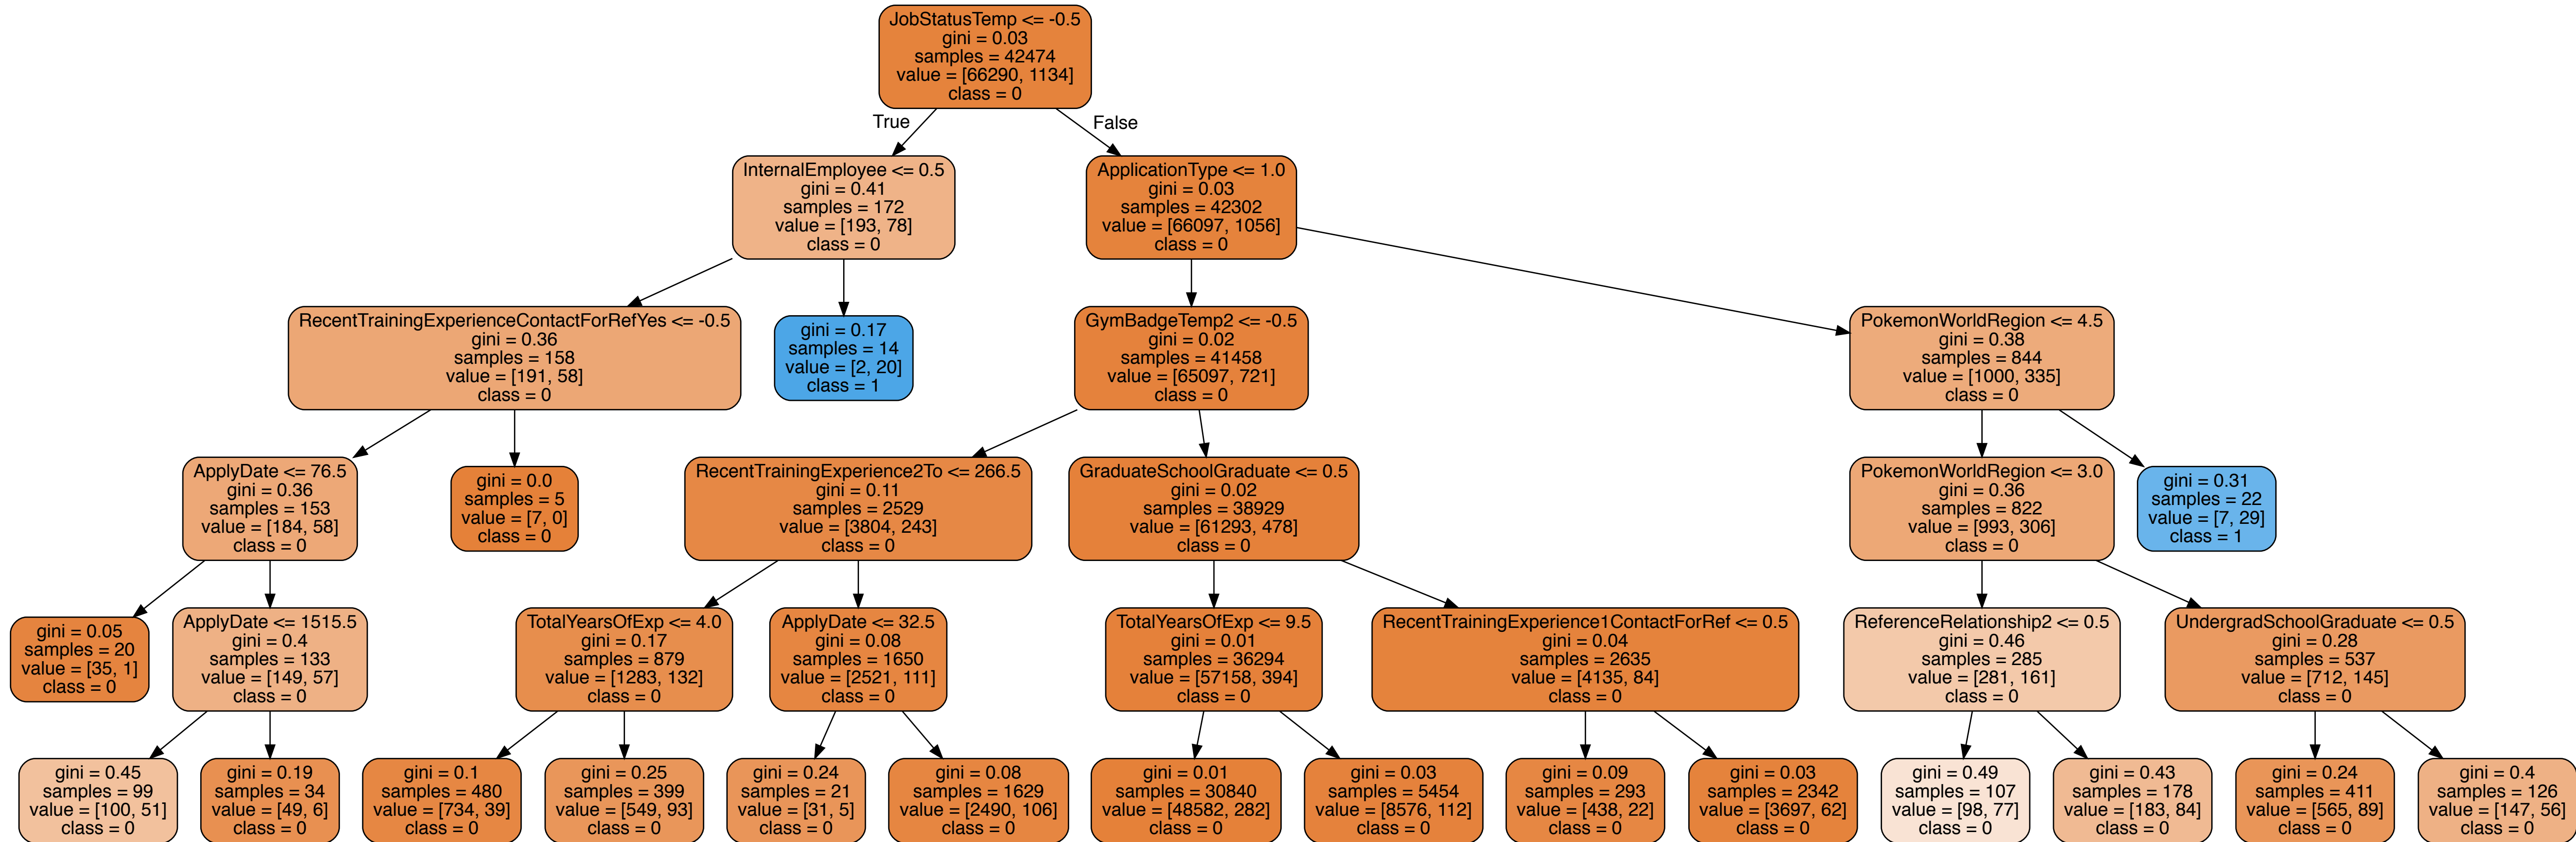 JobStatusTemp <= -0.5
gini = 0.03
samples = 42474
value = [66290, 1134]
class = 0
True
False
InternalEmployee <= 0.5
gini = 0.41
samples = 172
value = [193, 78]
class = 0
ApplicationType <= 1.0
gini = 0.03
samples = 42302
value = [66097, 1056]
class = 0
RecentTrainingExperienceContactForRefYes <= -0.5
gini = 0.36
samples = 158
value = [191, 58]
class = 0
gini = 0.17
samples = 14
value = [2, 20]
class = 1
GymBadgeTemp2 <= -0.5
gini = 0.02
samples = 41458
value = [65097, 721]
class = 0
PokemonWorldRegion <= 4.5
gini = 0.38
samples = 844
value = [1000, 335]
class = 0
ApplyDate <= 76.5
gini = 0.36
samples = 153
value = [184, 58]
class = 0
gini = 0.0
samples = 5
value = [7, 0]
class = 0
RecentTrainingExperience2To <= 266.5
gini = 0.11
samples = 2529
value = [3804, 243]
class = 0
GraduateSchoolGraduate <= 0.5
gini = 0.02
samples = 38929
value = [61293, 478]
class = 0
PokemonWorldRegion <= 3.0
gini = 0.36
samples = 822
value = [993, 306]
class = 0
gini = 0.31
samples = 22
value = [7, 29]
class = 1
gini = 0.05
samples = 20
value = [35, 1]
class = 0
ApplyDate <= 1515.5
gini = 0.4
samples = 133
value = [149, 57]
class = 0
TotalYearsOfExp <= 4.0
gini = 0.17
samples = 879
value = [1283, 132]
class = 0
ApplyDate <= 32.5
gini = 0.08
samples = 1650
value = [2521, 111]
class = 0
TotalYearsOfExp <= 9.5
gini = 0.01
samples = 36294
value = [57158, 394]
class = 0
RecentTrainingExperience1ContactForRef <= 0.5
gini = 0.04
samples = 2635
value = [4135, 84]
class = 0
ReferenceRelationship2 <= 0.5
gini = 0.46
samples = 285
value = [281, 161]
class = 0
UndergradSchoolGraduate <= 0.5
gini = 0.28
samples = 537
value = [712, 145]
class = 0
gini = 0.45
samples = 99
value = [100, 51]
class = 0
gini = 0.19
samples = 34
value = [49, 6]
class = 0
gini = 0.1
samples = 480
value = [734, 39]
class = 0
gini = 0.25
samples = 399
value = [549, 93]
class = 0
gini = 0.24
samples = 21
value = [31, 5]
class = 0
gini = 0.08
samples = 1629
value = [2490, 106]
class = 0
gini = 0.01
samples = 30840
value = [48582, 282]
class = 0
gini = 0.03
samples = 5454
value = [8576, 112]
class = 0
gini = 0.09
samples = 293
value = [438, 22]
class = 0
gini = 0.03
samples = 2342
value = [3697, 62]
class = 0
gini = 0.49
samples = 107
value = [98, 77]
class = 0
gini = 0.43
samples = 178
value = [183, 84]
class = 0
gini = 0.24
samples = 411
value = [565, 89]
class = 0
gini = 0.4
samples = 126
value = [147, 56]
class = 0